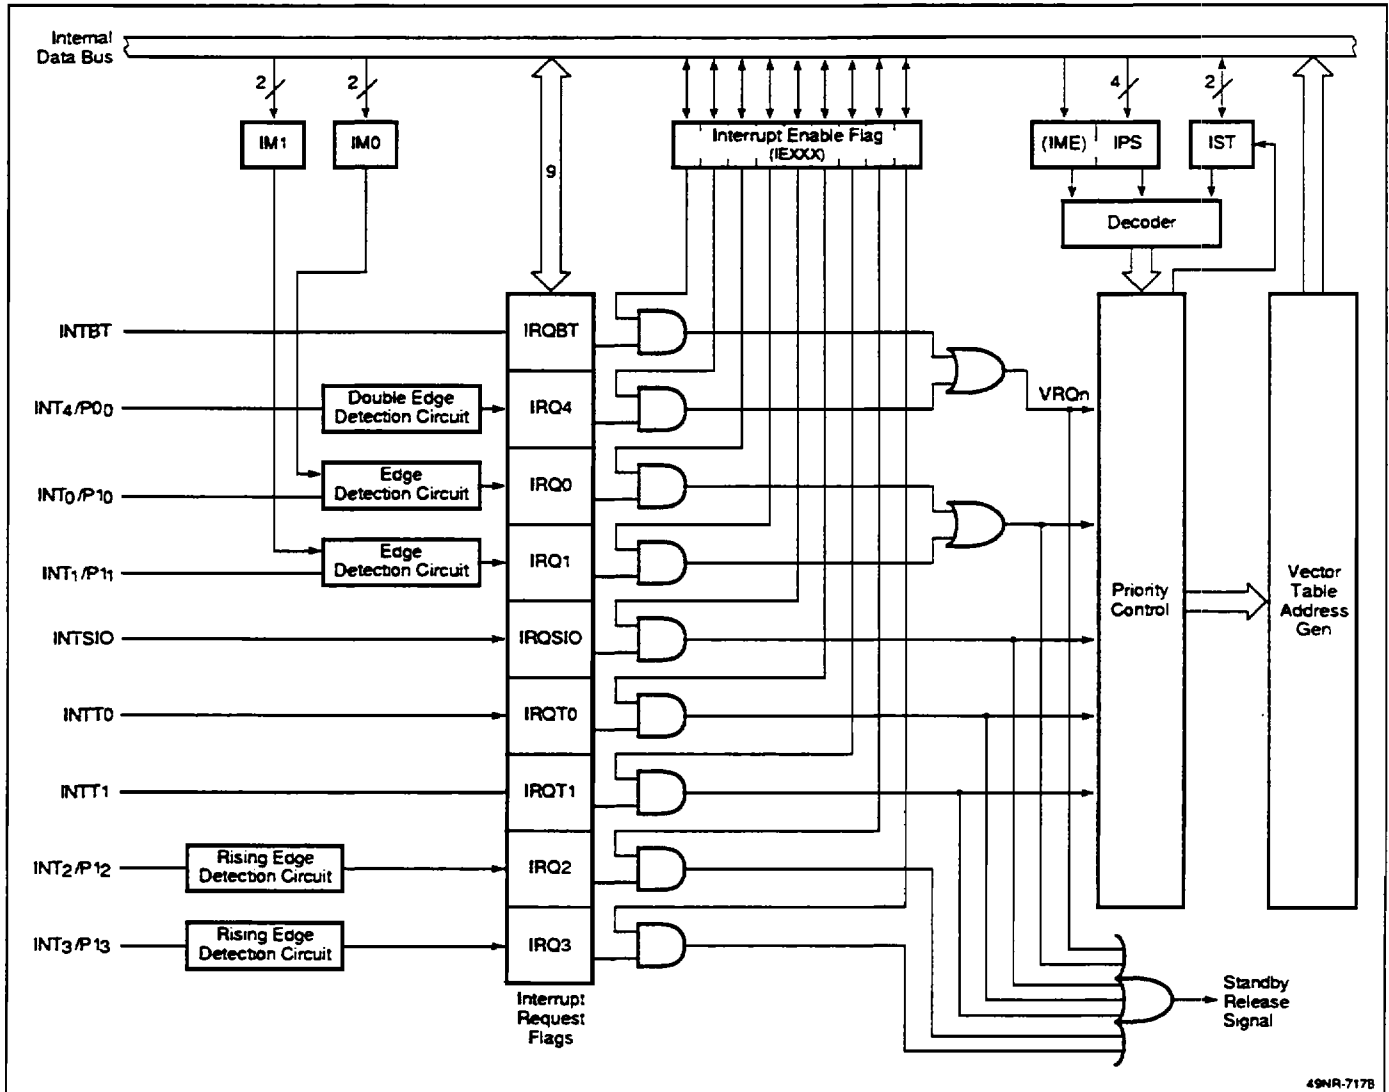 Internal
Data Bus
2
2
9
4
2
IM1
IM0
Interrupt Enable Flag
(IEXXX)
(IME)
IPS
IST
Decoder
INTBT
IRQBT
INT4/P00
Double Edge
Detection Circuit
IRQ4
VRQn
INT0/P10
Edge
Detection Circuit
IRQ0
INT1/P11
Edge
Detection Circuit
IRQ1
Priority
Control
Vector
Table
Address
Gen
INTSIO
IRQSIO
INTT0
IRQT0
INTT1
IRQT1
INT2/P12
Rising Edge
Detection Circuit
IRQ2
INT3/P13
Rising Edge
Detection Circuit
IRQ3
Interrupt
Request
Flags
Standby
Release
Signal
49NR-717B